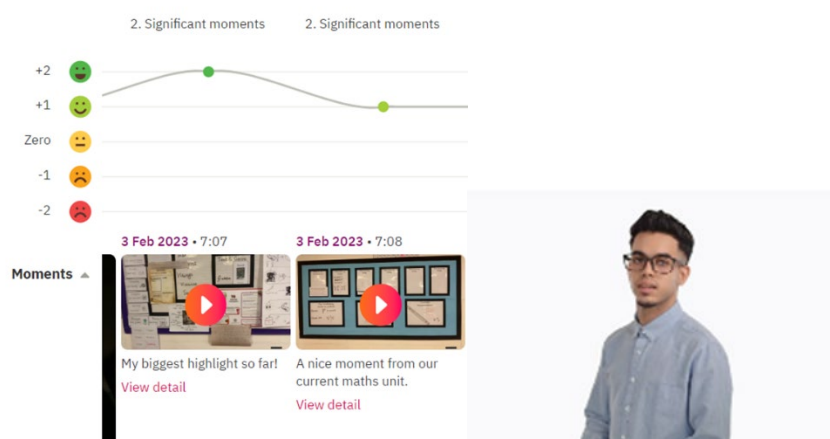 2. Significant moments
2. Significant moments
+2
+1
Zero
-1
-2
3 Feb 2023 • 7:07
3 Feb 2023 • 7:08
Moments
My biggest highlight so far!
View detail
A nice moment from our
current maths unit.
View detail